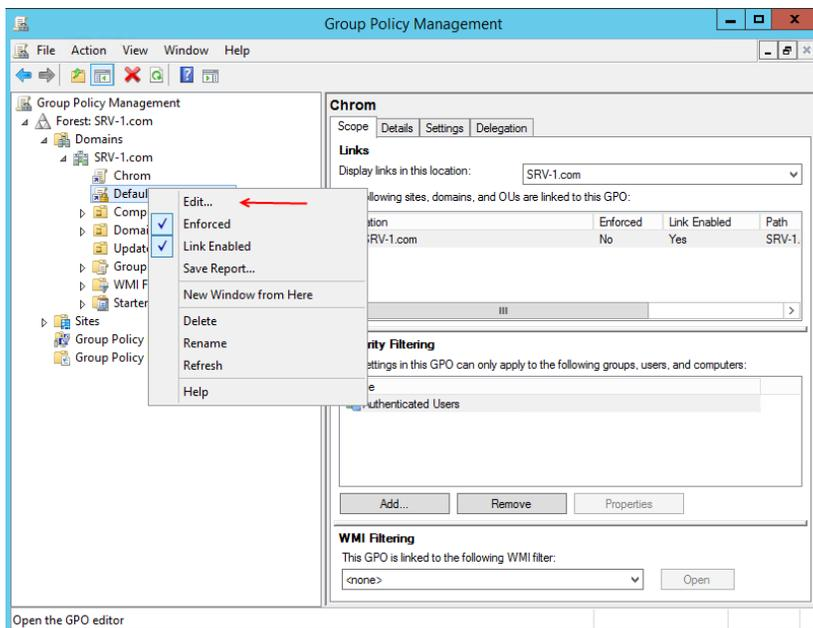 Group Policy Management
File Action View Window Help
Group Policy Management
Forest: SRV-1.com
Domains
SRV-1.com
Chrom
Defaul
Comp
Domai
Update
Group
WMI F
Starter
Sites
Group Policy
Group Policy
Edit...
Enforced
Link Enabled
Save Report...
New Window from Here
Delete
Rename
Refresh
Help
Chrom
Scope Details Settings Delegation
Links
Display links in this location: SRV-1.com
llowing sites, domains, and OUs are linked to this GPO:
ation Enforced Link Enabled Path
SRV-1.com No Yes SRV-1.
rity Filtering
ettings in this GPO can only apply to the following groups, users, and computers:
e
Authenticated Users
Add... Remove Properties
WMI Filtering
This GPO is linked to the following WMI filter:
<none> Open
Open the GPO editor